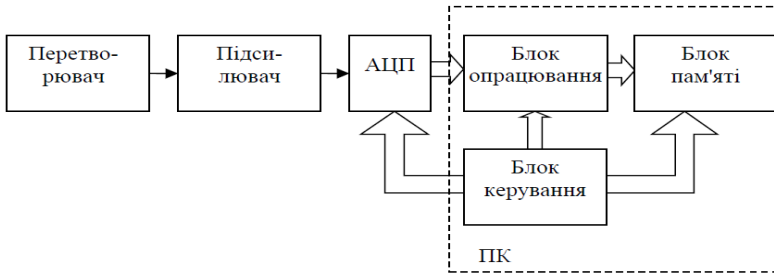 Перетво-
рювач
Підси-
лювач
АЦП
Блок
опрацювання
Блок
пам'яті
Блок
керування
ПК